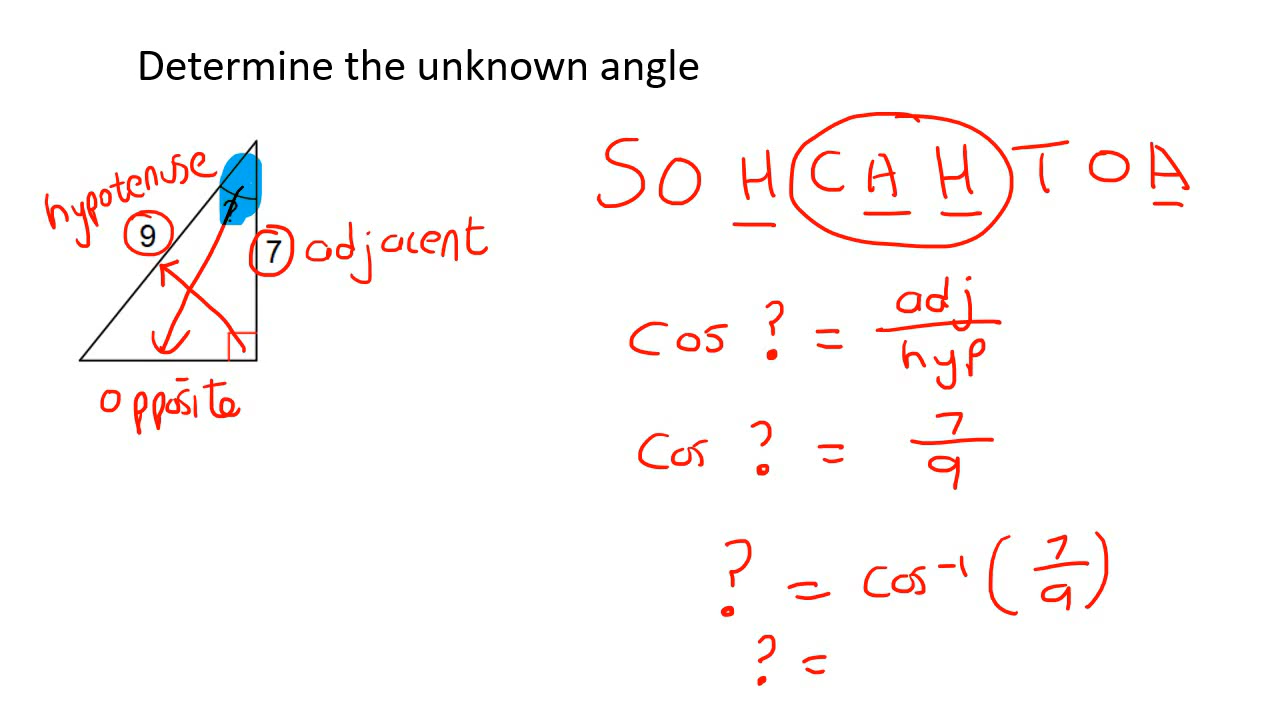 Determine the unknown angle
SOH CAH TOA
hypotenuse
?
9
7 adjacent
opposite
cos ? = adj/hyp
cos ? = 7/9
? = cos⁻¹ (7/9)
? =